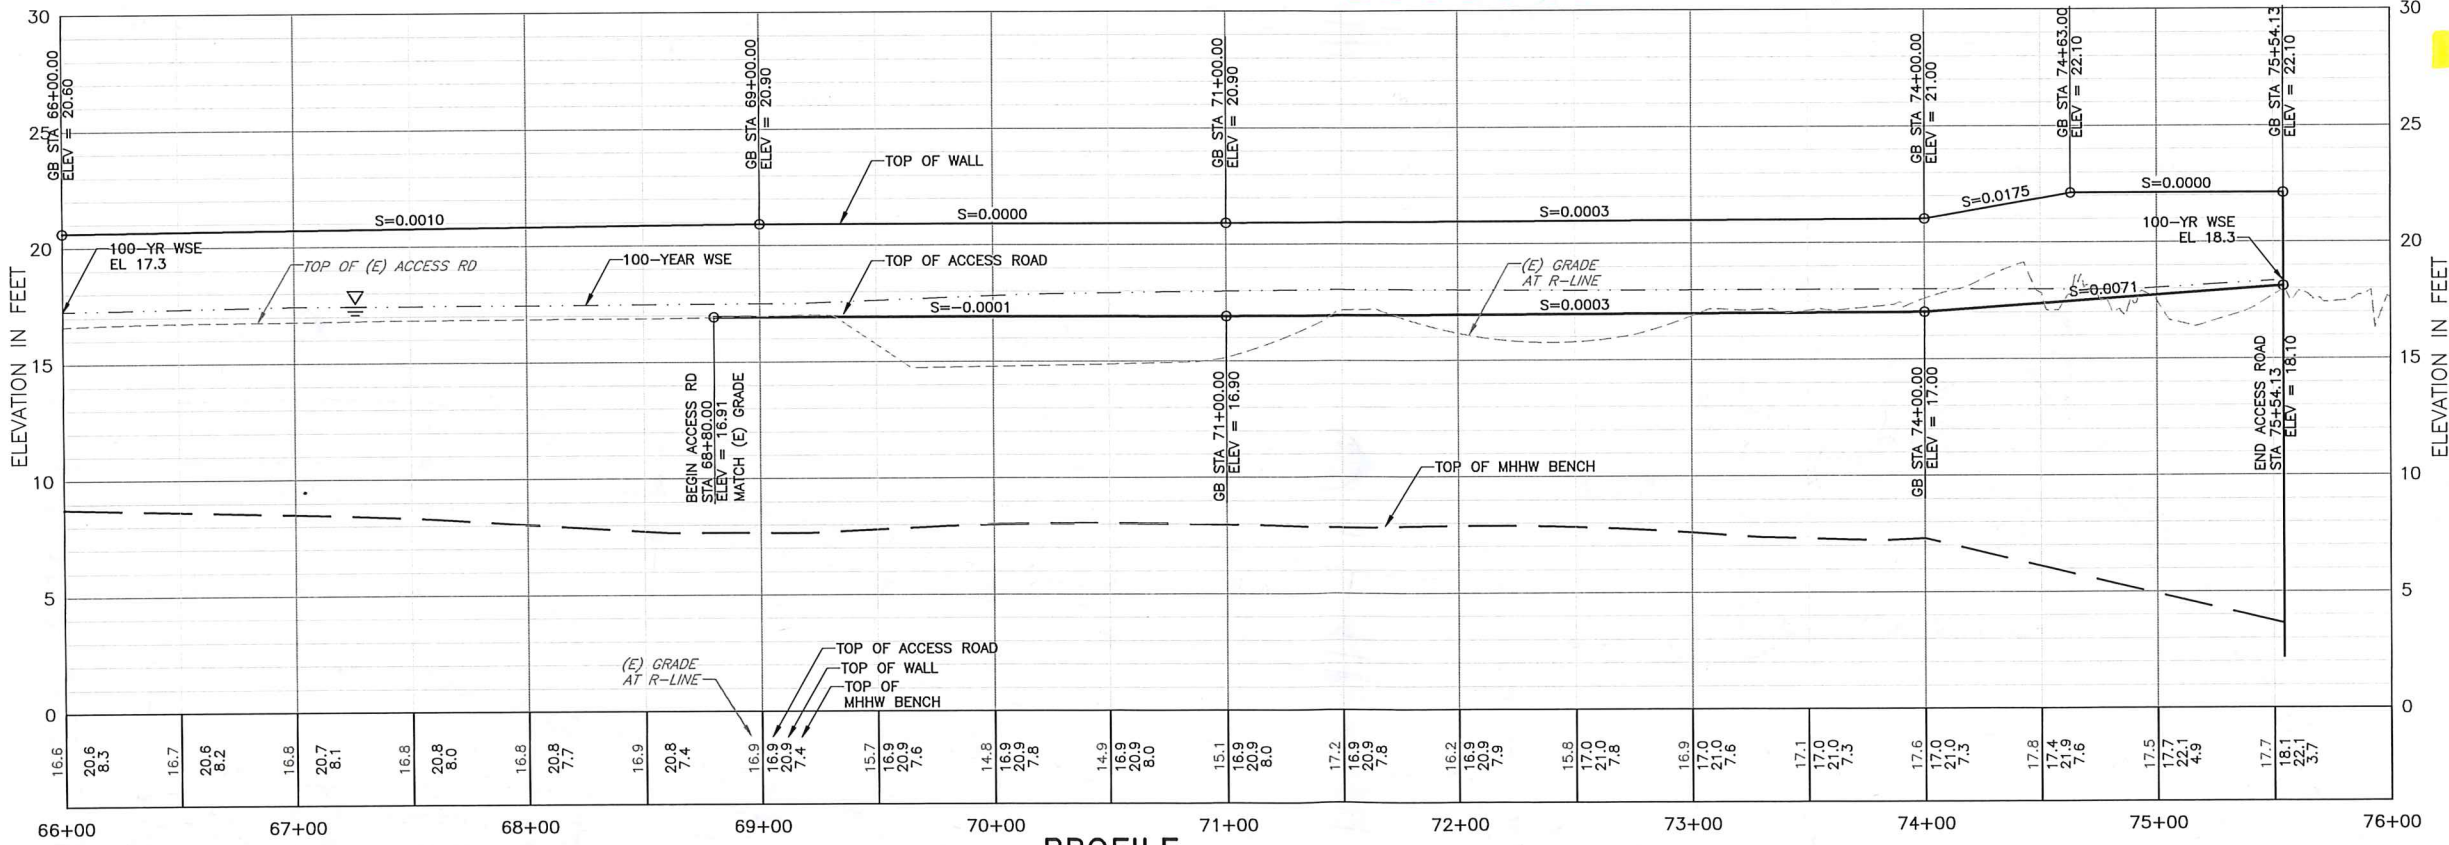 30
25
20
15
10
5
0
ELEVATION IN FEET
GB STA 66+00.00
ELEV = 20.60
GB STA 69+00.00
ELEV = 20.90
GB STA 71+00.00
ELEV = 20.90
GB STA 74+00.00
ELEV = 21.00
GB STA 74+63.00
ELEV = 22.10
GB STA 75+54.13
ELEV = 22.10
30
25
20
15
10
5
0
ELEVATION IN FEET
TOP OF WALL
S=0.0010
S=0.0000
S=0.0003
S=0.0175
S=0.0000
100-YR WSE
EL 17.3
TOP OF (E) ACCESS RD
100-YEAR WSE
TOP OF ACCESS ROAD
(E) GRADE
AT R-LINE
100-YR WSE
EL 18.3
S=-0.0001
S=0.0003
S=0.0071
BEGIN ACCESS RD
STA 68+80.00
ELEV = 16.91
MATCH (E) GRADE
GB STA 71+00.00
ELEV = 16.90
GB STA 74+00.00
ELEV = 17.00
END ACCESS ROAD
STA 75+54.13
ELEV = 18.10
TOP OF MHHW BENCH
(E) GRADE
AT R-LINE
TOP OF ACCESS ROAD
TOP OF WALL
TOP OF
MHHW BENCH
16.6
20.6
8.3
16.7
20.6
8.2
16.8
20.7
8.1
16.8
20.8
8.0
16.8
20.8
7.7
16.9
20.8
7.4
16.9
16.9
20.9
7.4
15.7
16.9
20.9
7.6
14.8
16.9
20.9
7.8
14.9
16.9
20.9
8.0
15.1
16.9
20.9
8.0
17.2
16.9
20.9
7.8
16.2
16.9
20.9
7.9
15.8
17.0
21.0
7.8
16.9
17.0
21.0
7.6
17.1
17.0
21.0
7.3
17.6
17.0
21.0
7.3
17.8
17.4
21.9
7.6
17.5
17.7
22.1
4.9
17.7
18.1
22.1
3.7
66+00
67+00
68+00
69+00
70+00
71+00
72+00
73+00
74+00
75+00
76+00
PROFILE